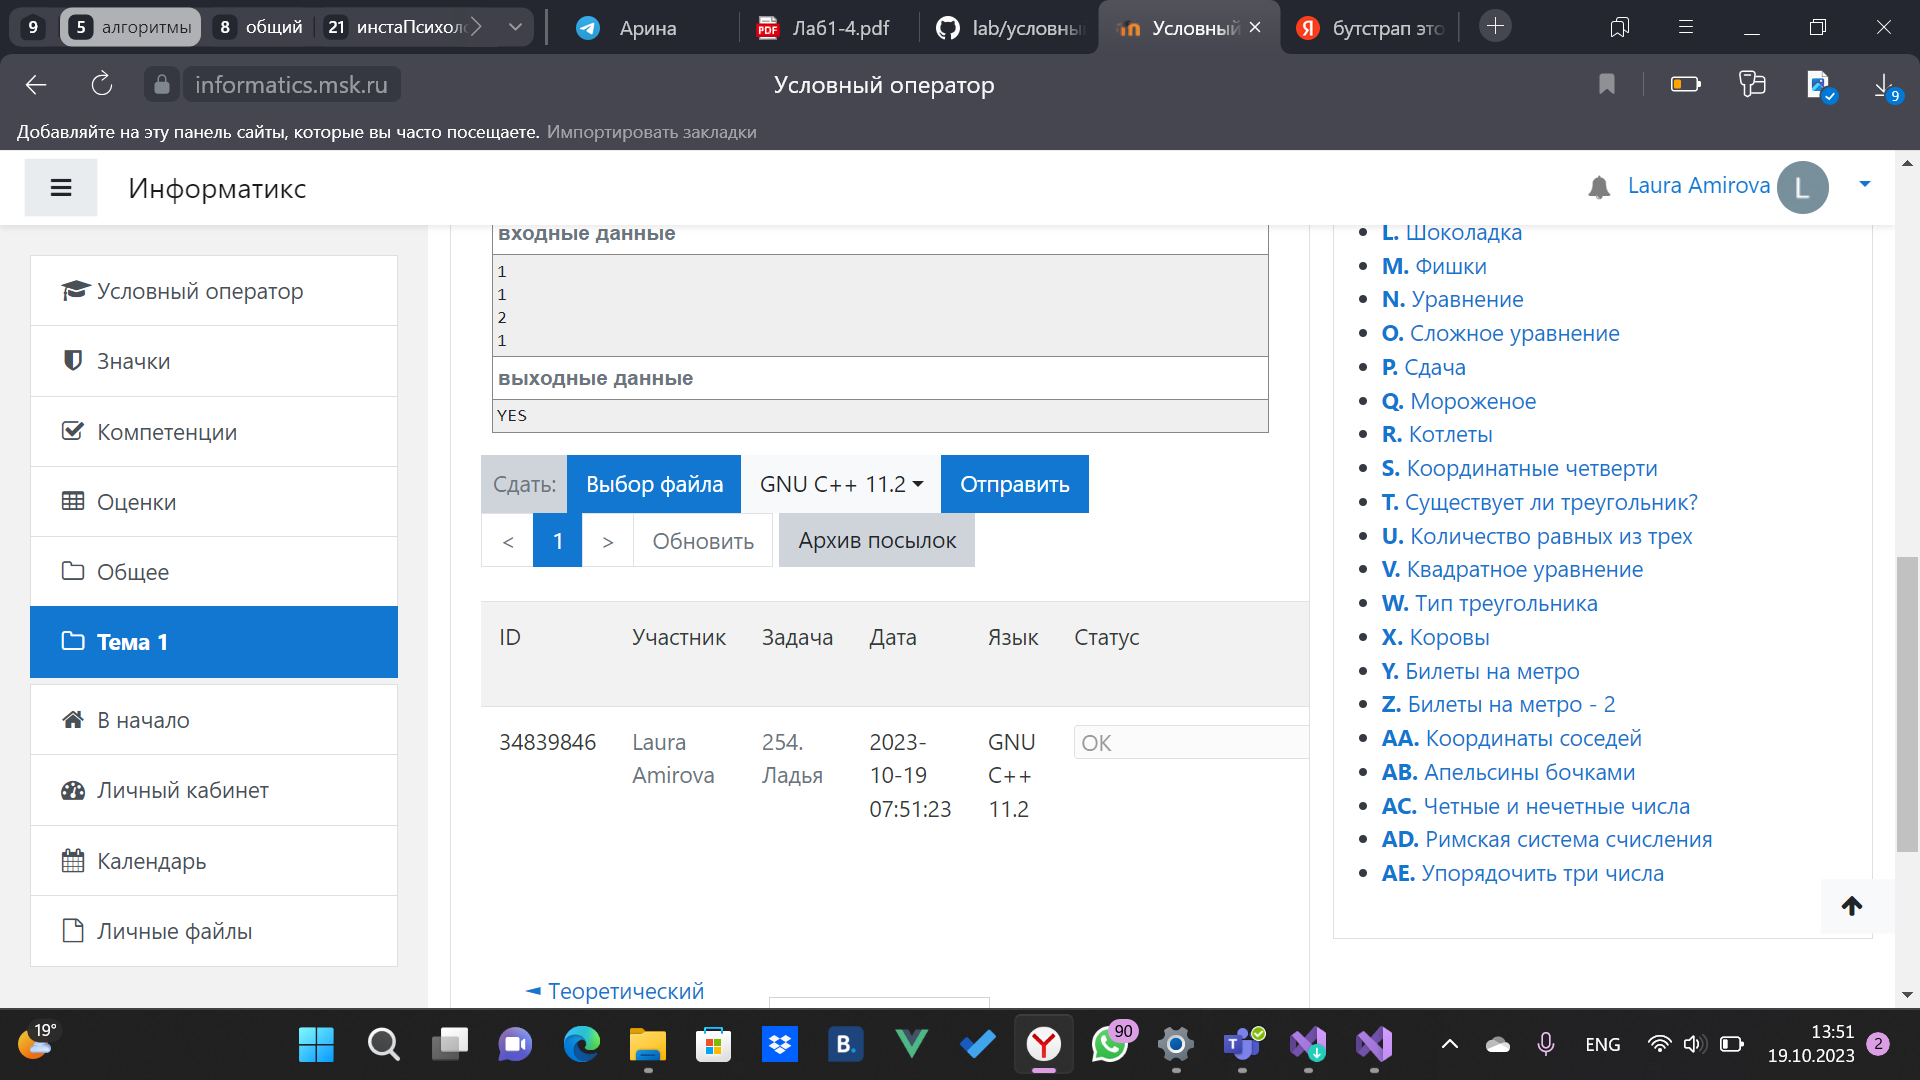 9
5 алгоритмы
8 общий
21 инстаПсихол
Арина
Лаб1-4.pdf
lab/условны
Условный
бутстрап это
informatics.msk.ru
Условный оператор
9
Добавляйте на эту панель сайты, которые вы часто посещаете. Импортировать закладки
Информатикс
Laura Amirova L
Условный оператор
Значки
Компетенции
Оценки
Общее
Тема 1
В начало
Личный кабинет
Календарь
Личные файлы
входные данные
1
1
2
1
выходные данные
YES
Сдать: Выбор файла GNU C++ 11.2 Отправить
< 1 > Обновить Архив посылок
ID Участник Задача Дата Язык Статус
34839846 Laura Amirova 254. Ладья 2023-10-19 07:51:23 GNU C++ 11.2 OK
◄ Теоретический
L. Шоколадка
M. Фишки
N. Уравнение
O. Сложное уравнение
P. Сдача
Q. Мороженое
R. Котлеты
S. Координатные четверти
T. Существует ли треугольник?
U. Количество равных из трех
V. Квадратное уравнение
W. Тип треугольника
X. Коровы
Y. Билеты на метро
Z. Билеты на метро - 2
AA. Координаты соседей
AB. Апельсины бочками
AC. Четные и нечетные числа
AD. Римская система счисления
AE. Упорядочить три числа
19°
B.
90
ENG
13:51
19.10.2023
2